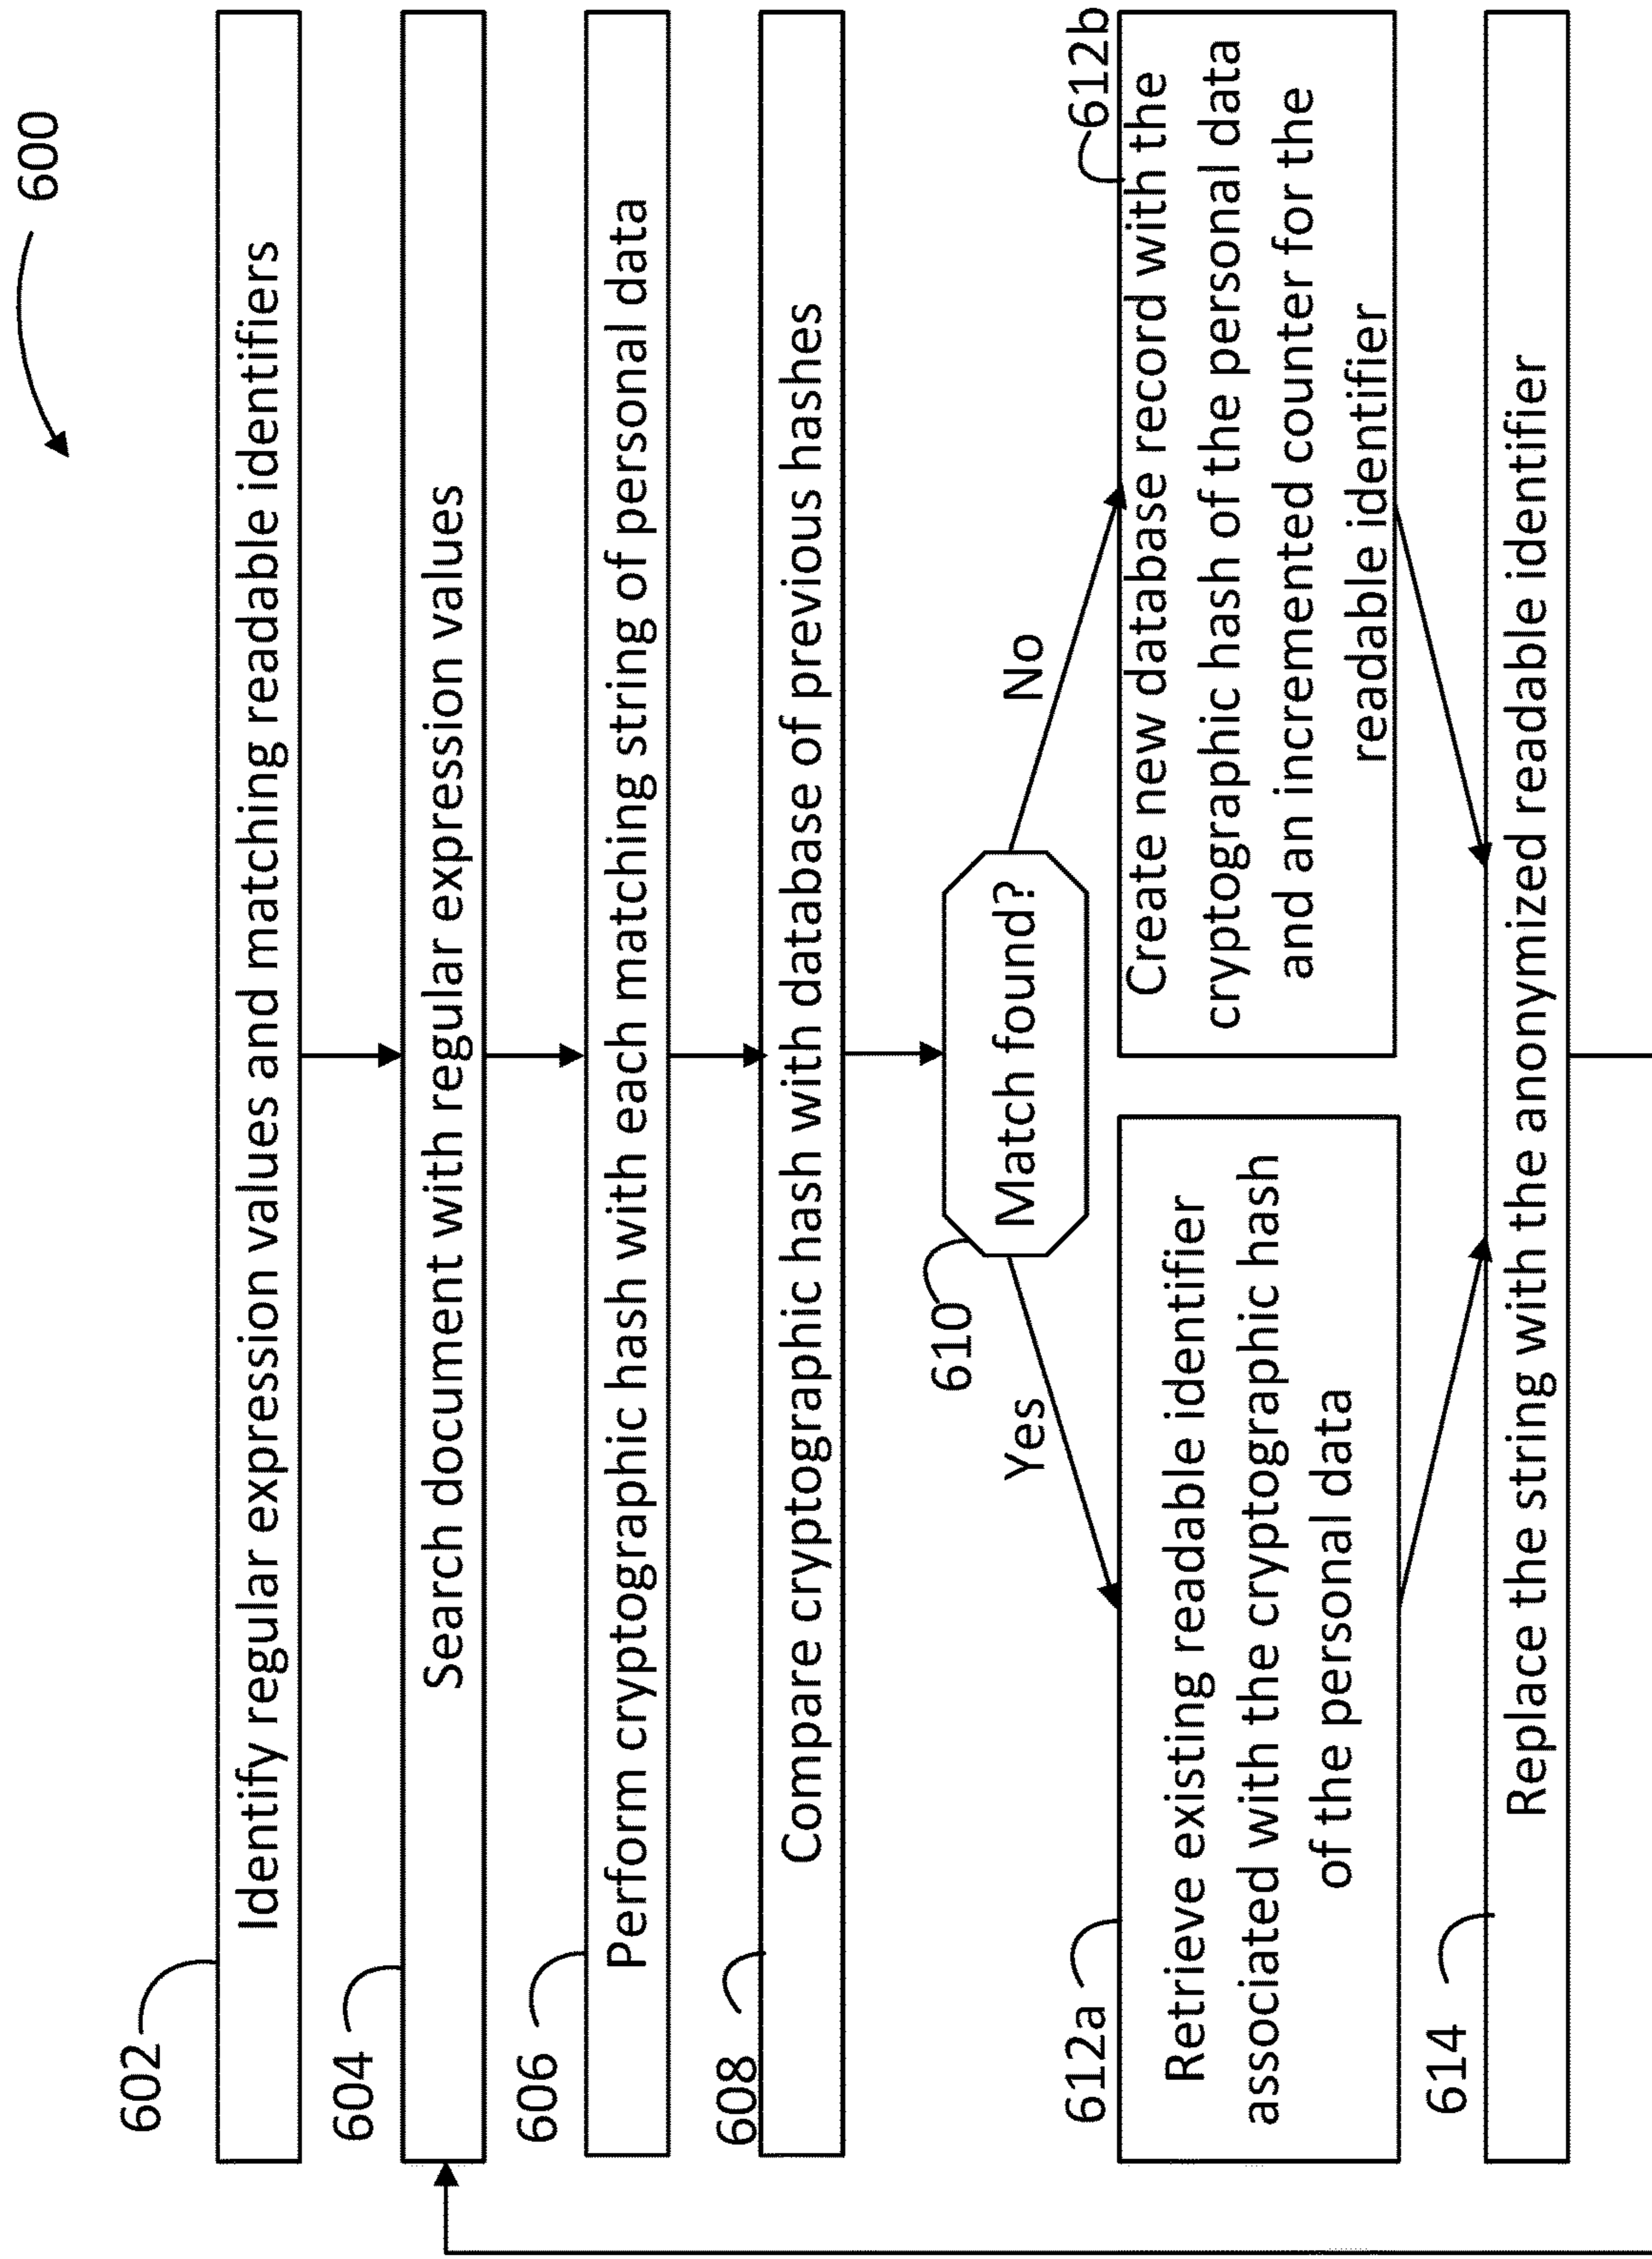 600
602
Identify regular expression values and matching readable identifiers
604
Search document with regular expression values
606
Perform cryptographic hash with each matching string of personal data
608
Compare cryptographic hash with database of previous hashes
610
Match found?
Yes
No
612a
Retrieve existing readable identifier
associated with the cryptographic hash
of the personal data
612b
Create new database record with the
cryptographic hash of the personal data
and an incremented counter for the
readable identifier
614
Replace the string with the anonymized readable identifier